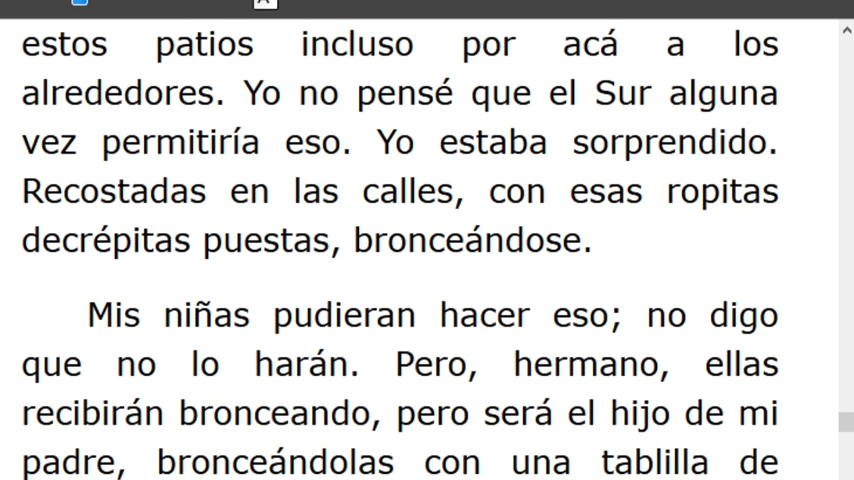 estos patios incluso por acá a los
alrededores. Yo no pensé que el Sur alguna
vez permitiría eso. Yo estaba sorprendido.
Recostadas en las calles, con esas ropitas
decrépitas puestas, bronceándose.
Mis niñas pudieran hacer eso; no digo
que no lo harán. Pero, hermano, ellas
recibirán bronceando, pero será el hijo de mi
padre, bronceándolas con una tablilla de